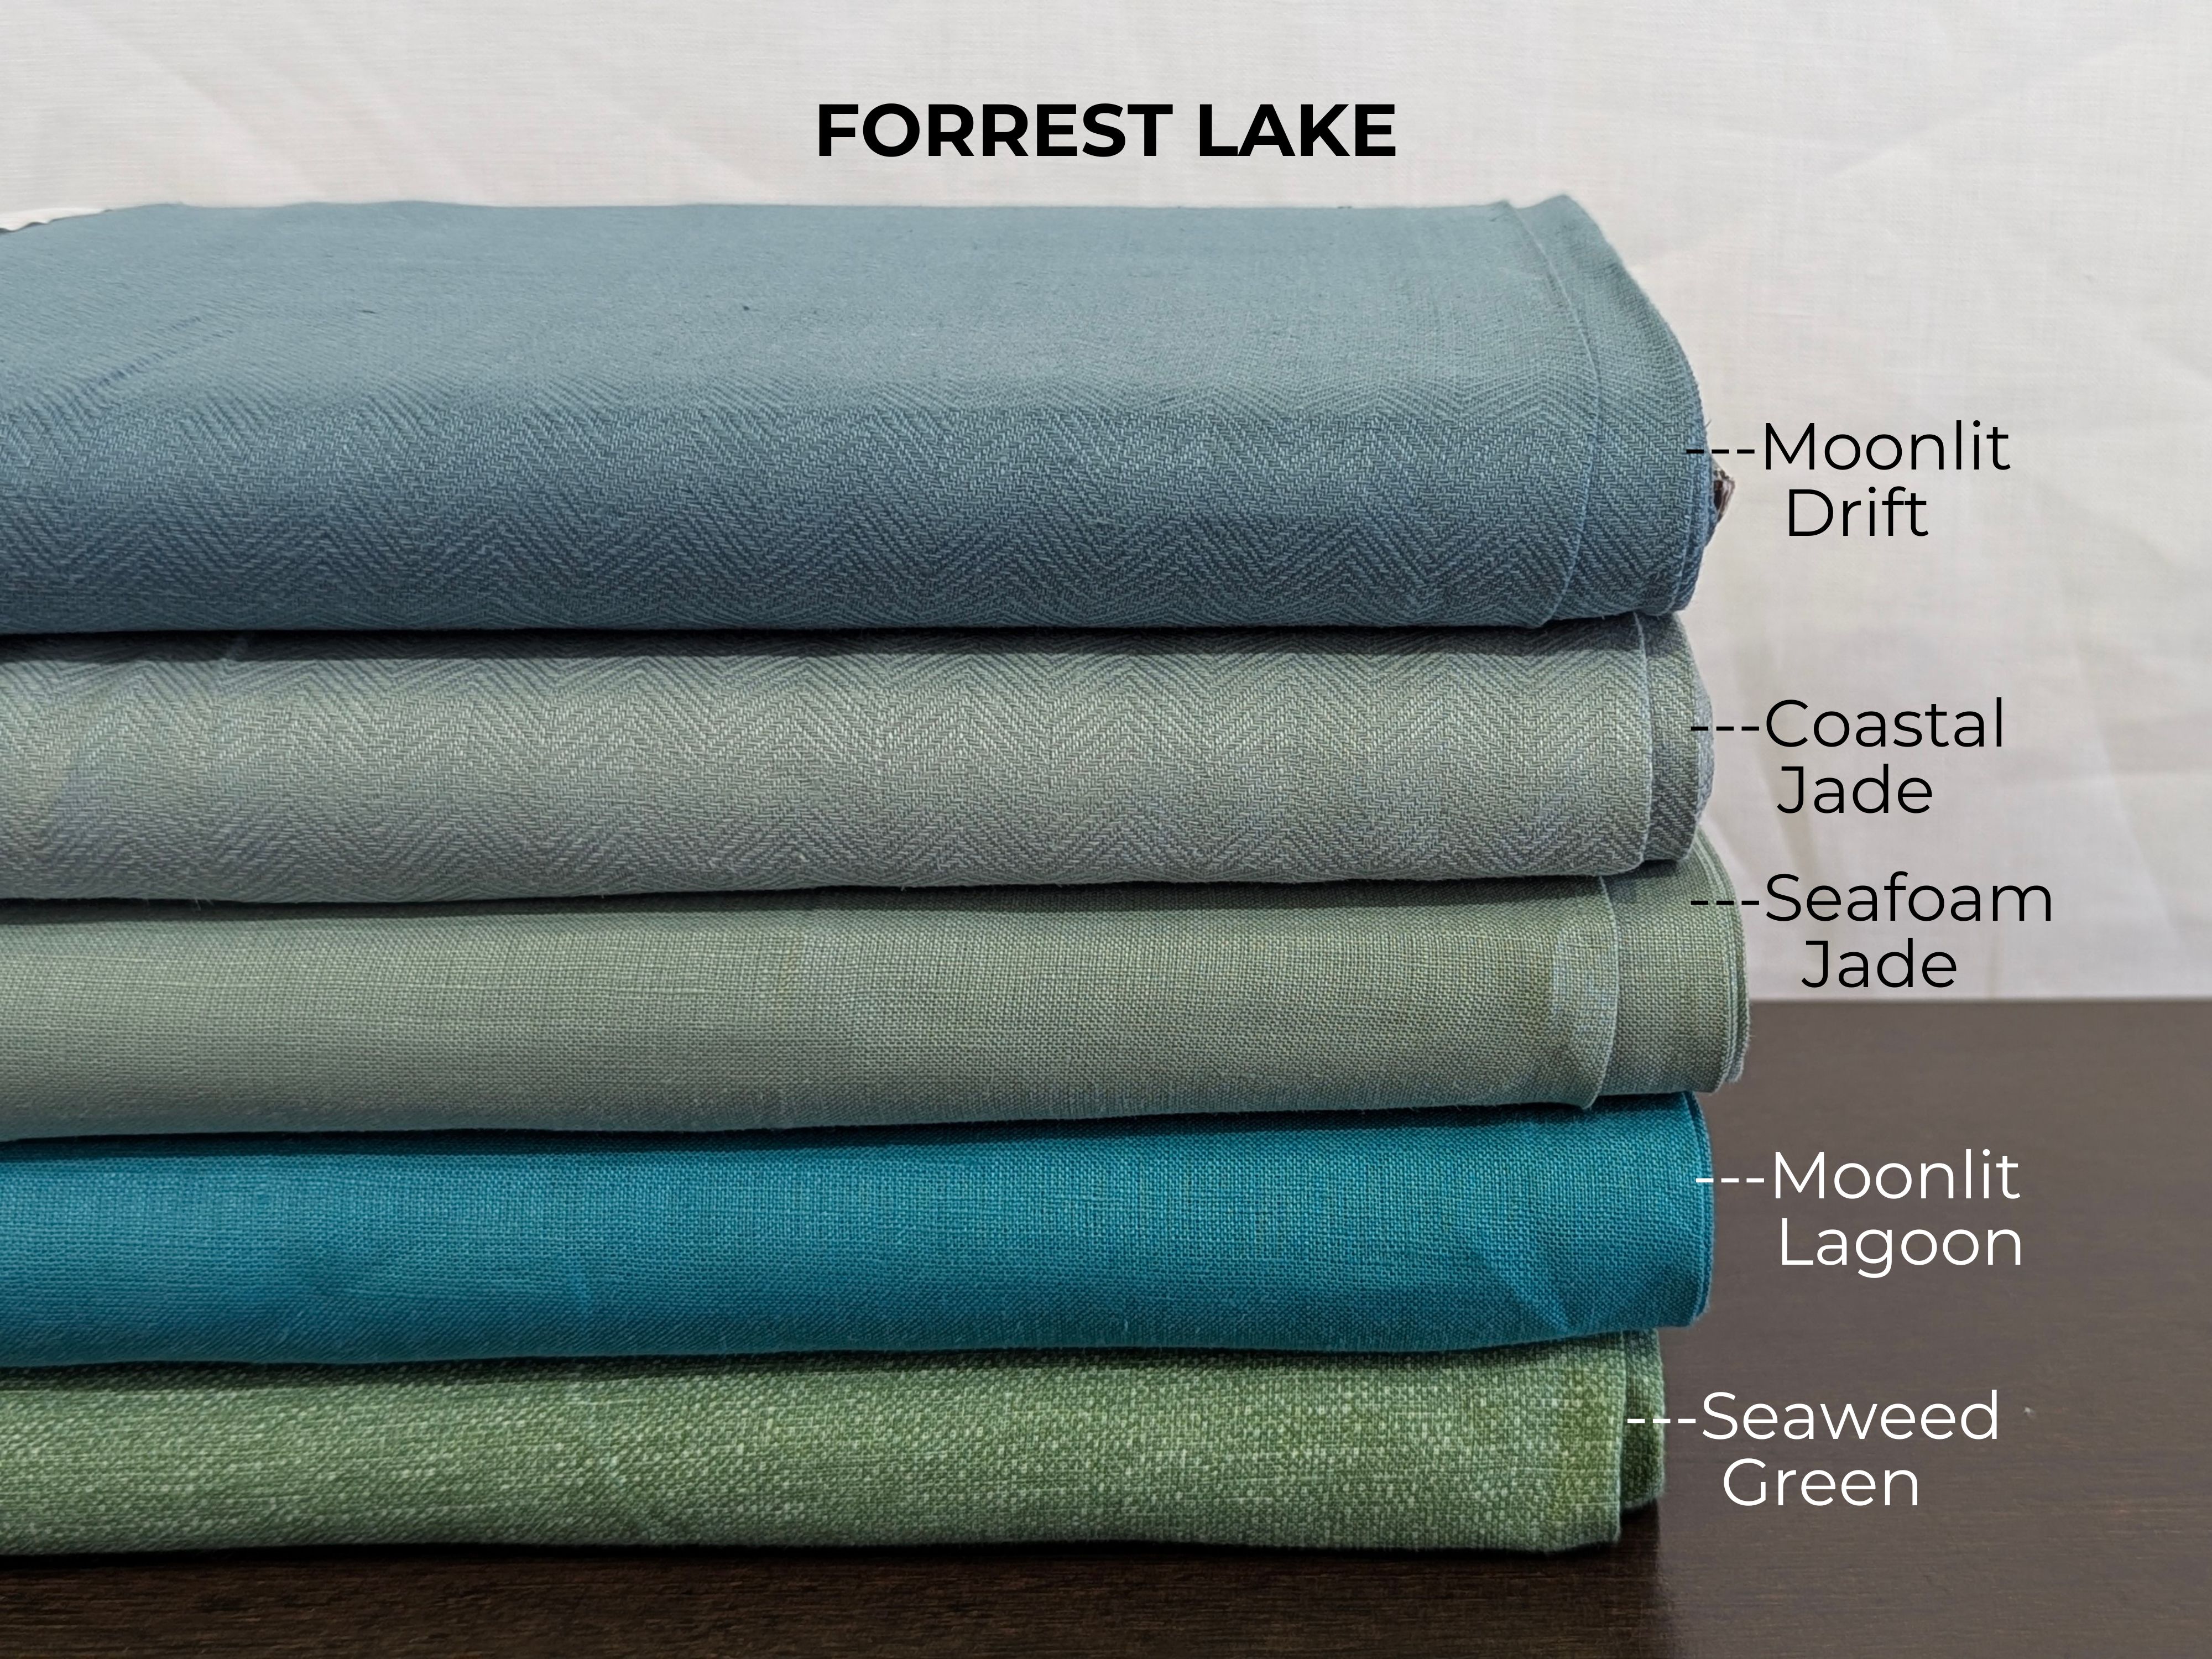 FORREST LAKE
---Moonlit
Drift
---Coastal
Jade
---Seafoam
Jade
---Moonlit
Lagoon
---Seaweed
Green